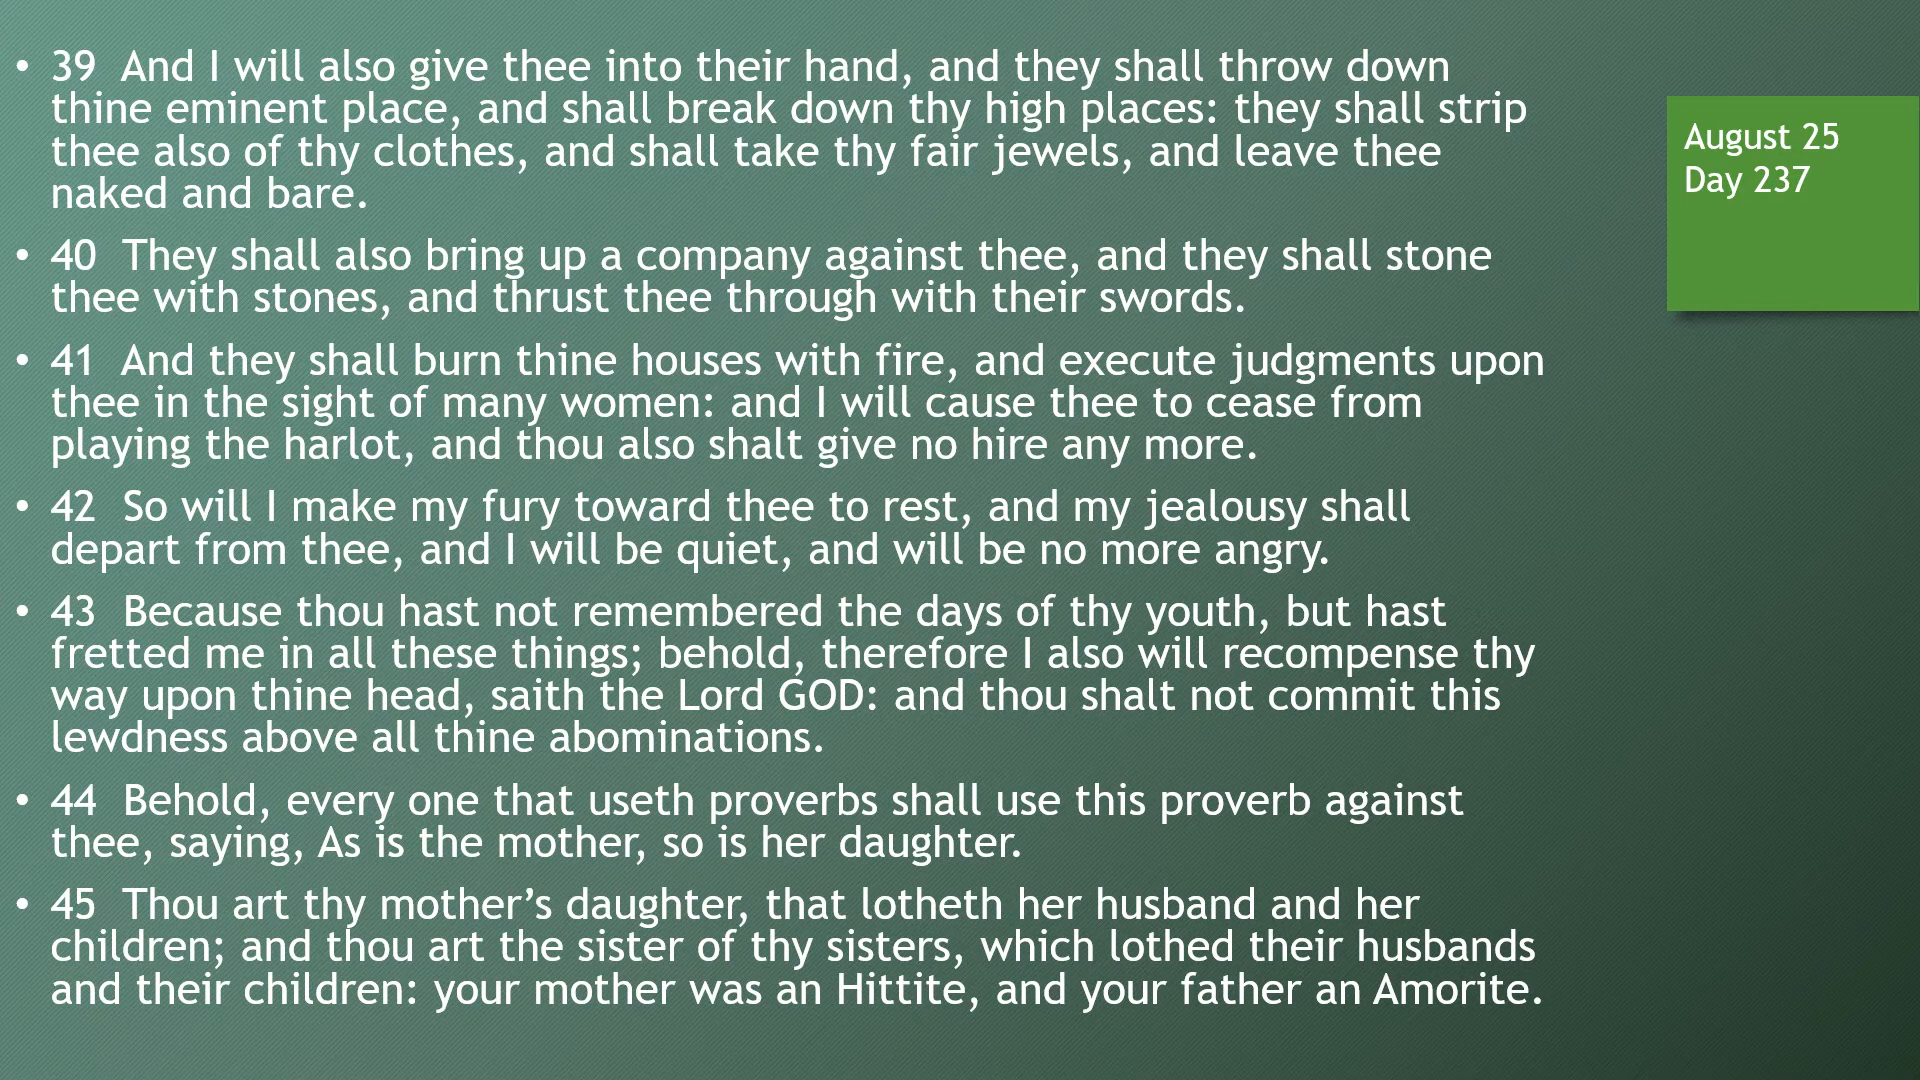 • 39  And I will also give thee into their hand, and they shall throw down
thine eminent place, and shall break down thy high places: they shall strip
thee also of thy clothes, and shall take thy fair jewels, and leave thee
naked and bare.
• 40  They shall also bring up a company against thee, and they shall stone
thee with stones, and thrust thee through with their swords.
• 41  And they shall burn thine houses with fire, and execute judgments upon
thee in the sight of many women: and I will cause thee to cease from
playing the harlot, and thou also shalt give no hire any more.
• 42  So will I make my fury toward thee to rest, and my jealousy shall
depart from thee, and I will be quiet, and will be no more angry.
• 43  Because thou hast not remembered the days of thy youth, but hast
fretted me in all these things; behold, therefore I also will recompense thy
way upon thine head, saith the Lord GOD: and thou shalt not commit this
lewdness above all thine abominations.
• 44  Behold, every one that useth proverbs shall use this proverb against
thee, saying, As is the mother, so is her daughter.
• 45  Thou art thy mother’s daughter, that lotheth her husband and her
children; and thou art the sister of thy sisters, which lothed their husbands
and their children: your mother was an Hittite, and your father an Amorite.
August 25
Day 237